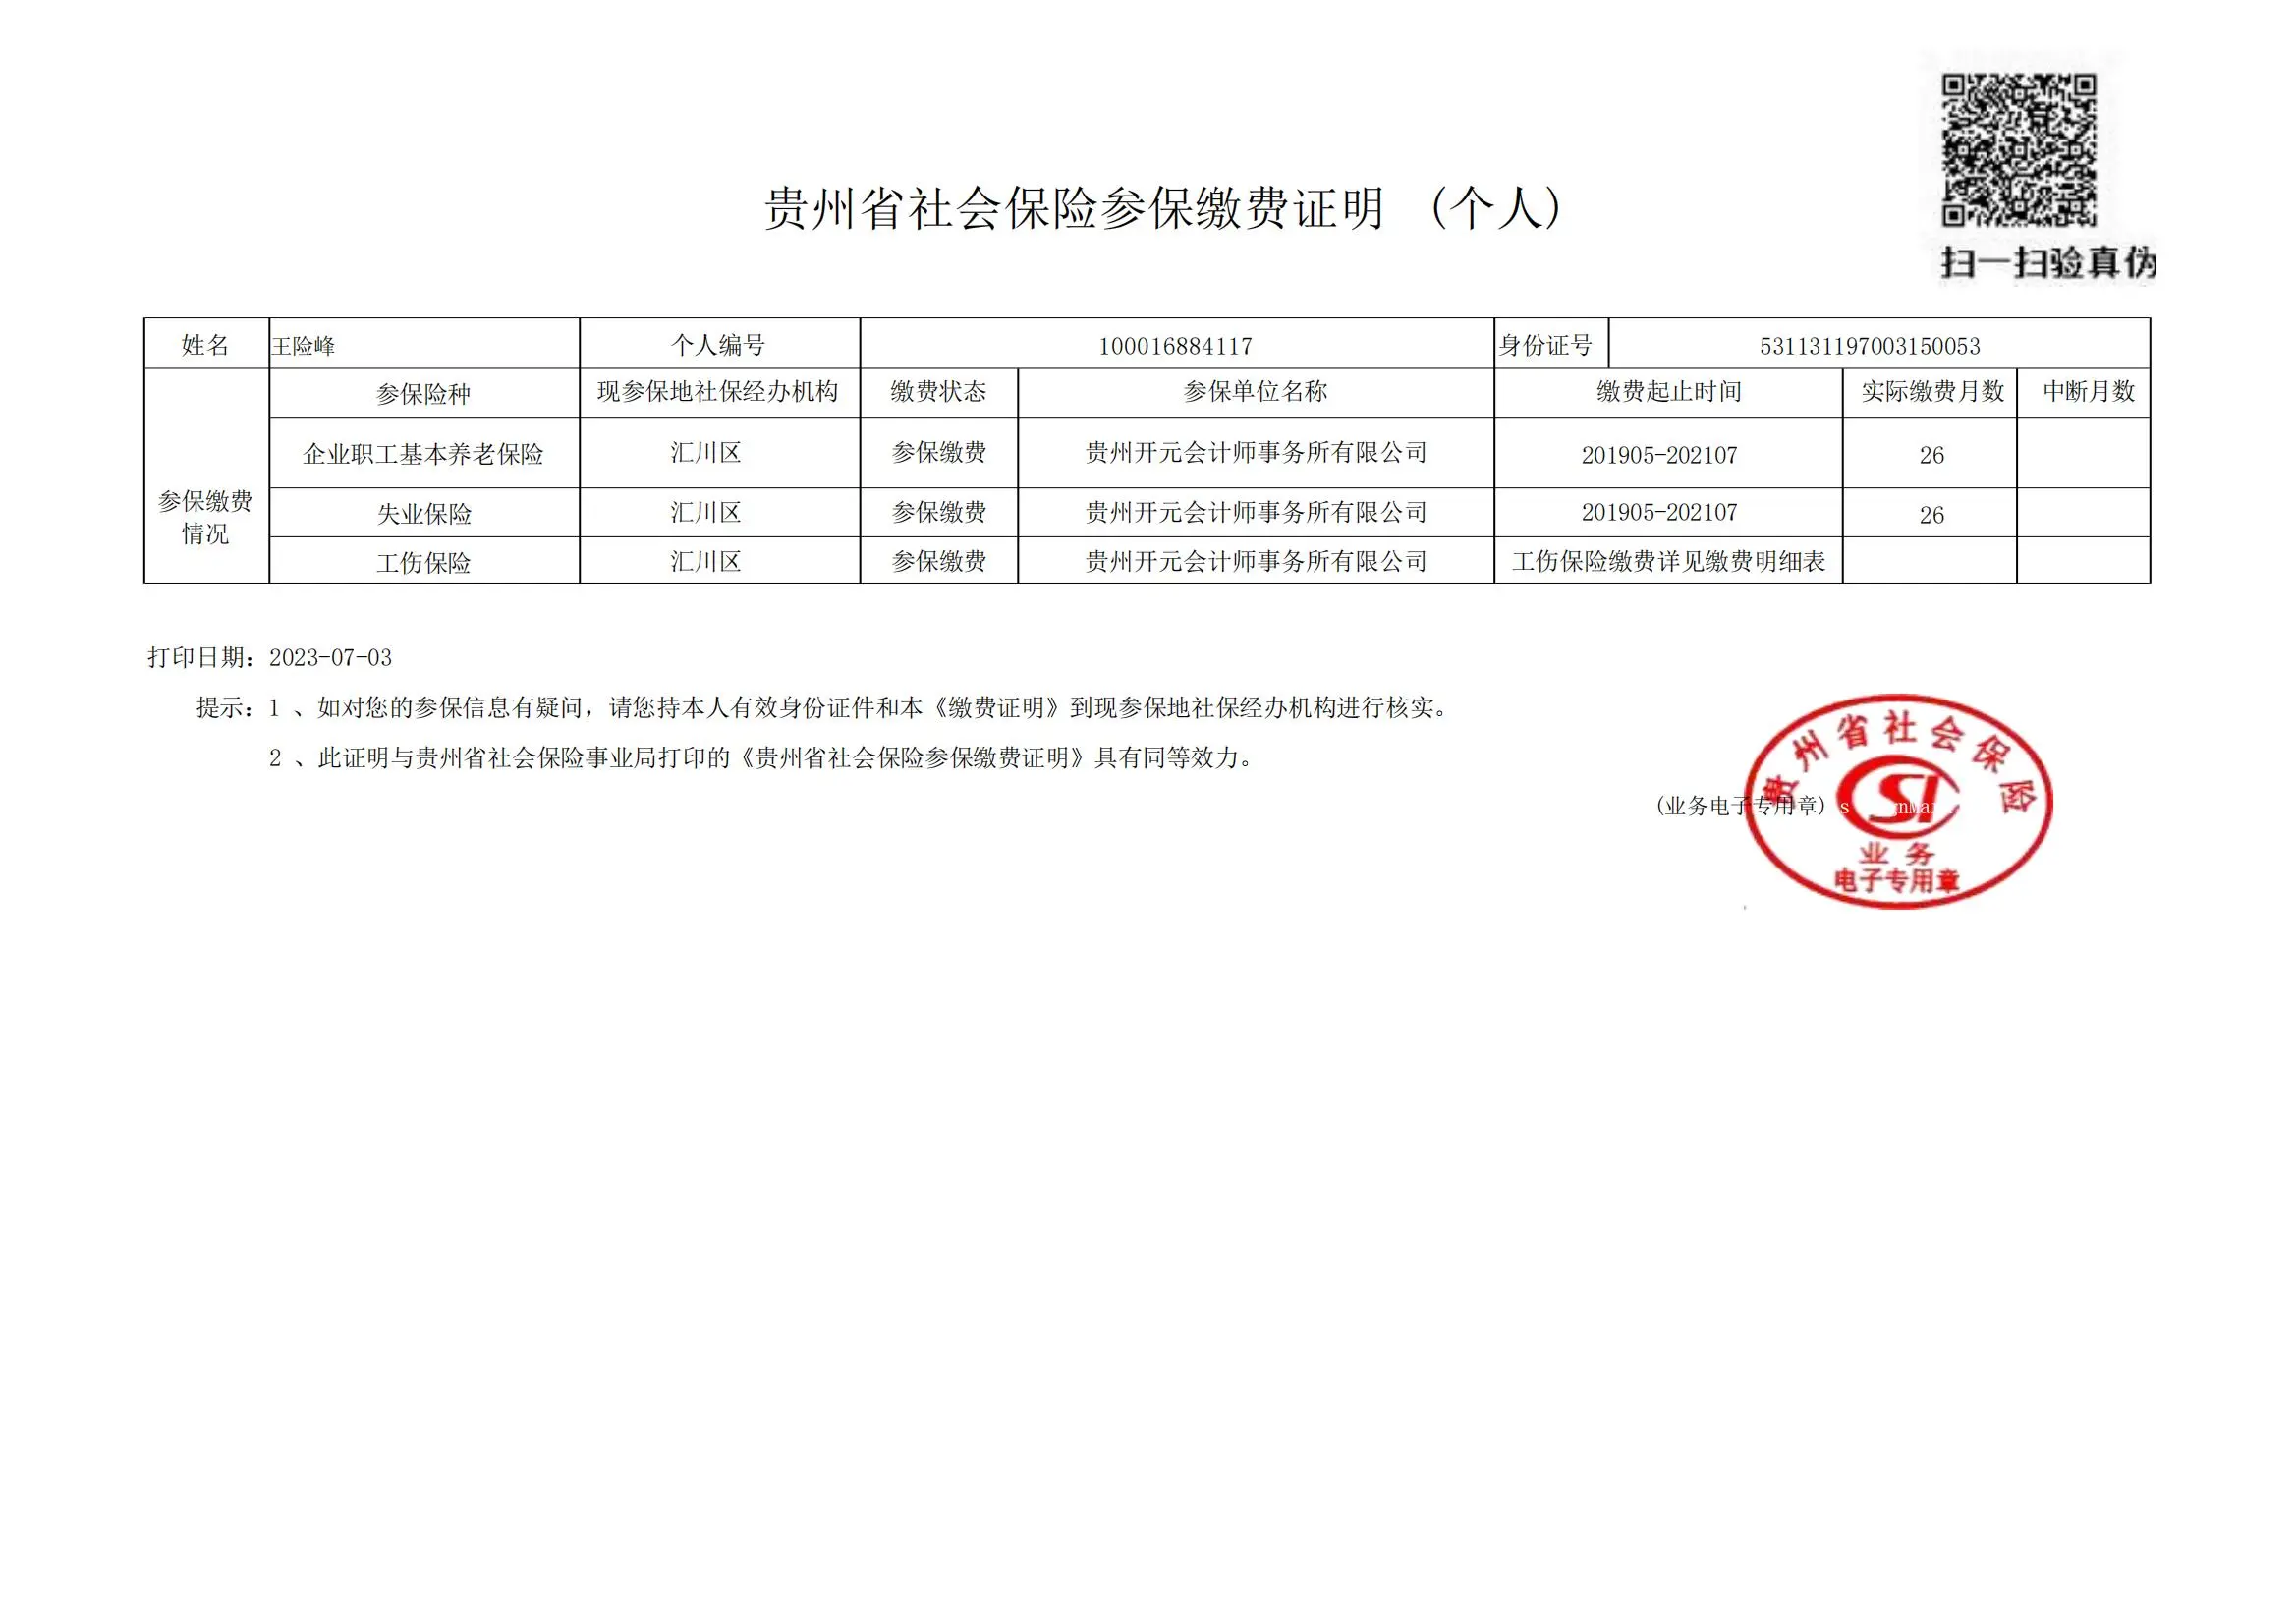 扫一扫验真伪
贵州省社会保险参保缴费证明 （个人）
姓名 王险峰 个人编号 100016884117 身份证号 531131197003150053
参保缴费情况 参保险种 现参保地社保经办机构 缴费状态 参保单位名称 缴费起止时间 实际缴费月数 中断月数
企业职工基本养老保险 汇川区 参保缴费 贵州开元会计师事务所有限公司 201905-202107 26
失业保险 汇川区 参保缴费 贵州开元会计师事务所有限公司 201905-202107 26
工伤保险 汇川区 参保缴费 贵州开元会计师事务所有限公司 工伤保险缴费详见缴费明细表
打印日期：2023-07-03
提示：1 、如对您的参保信息有疑问，请您持本人有效身份证件和本《缴费证明》到现参保地社保经办机构进行核实。
2 、此证明与贵州省社会保险事业局打印的《贵州省社会保险参保缴费证明》具有同等效力。
(业务电子专用章)
贵州省社会保险
SI
业务
电子专用章